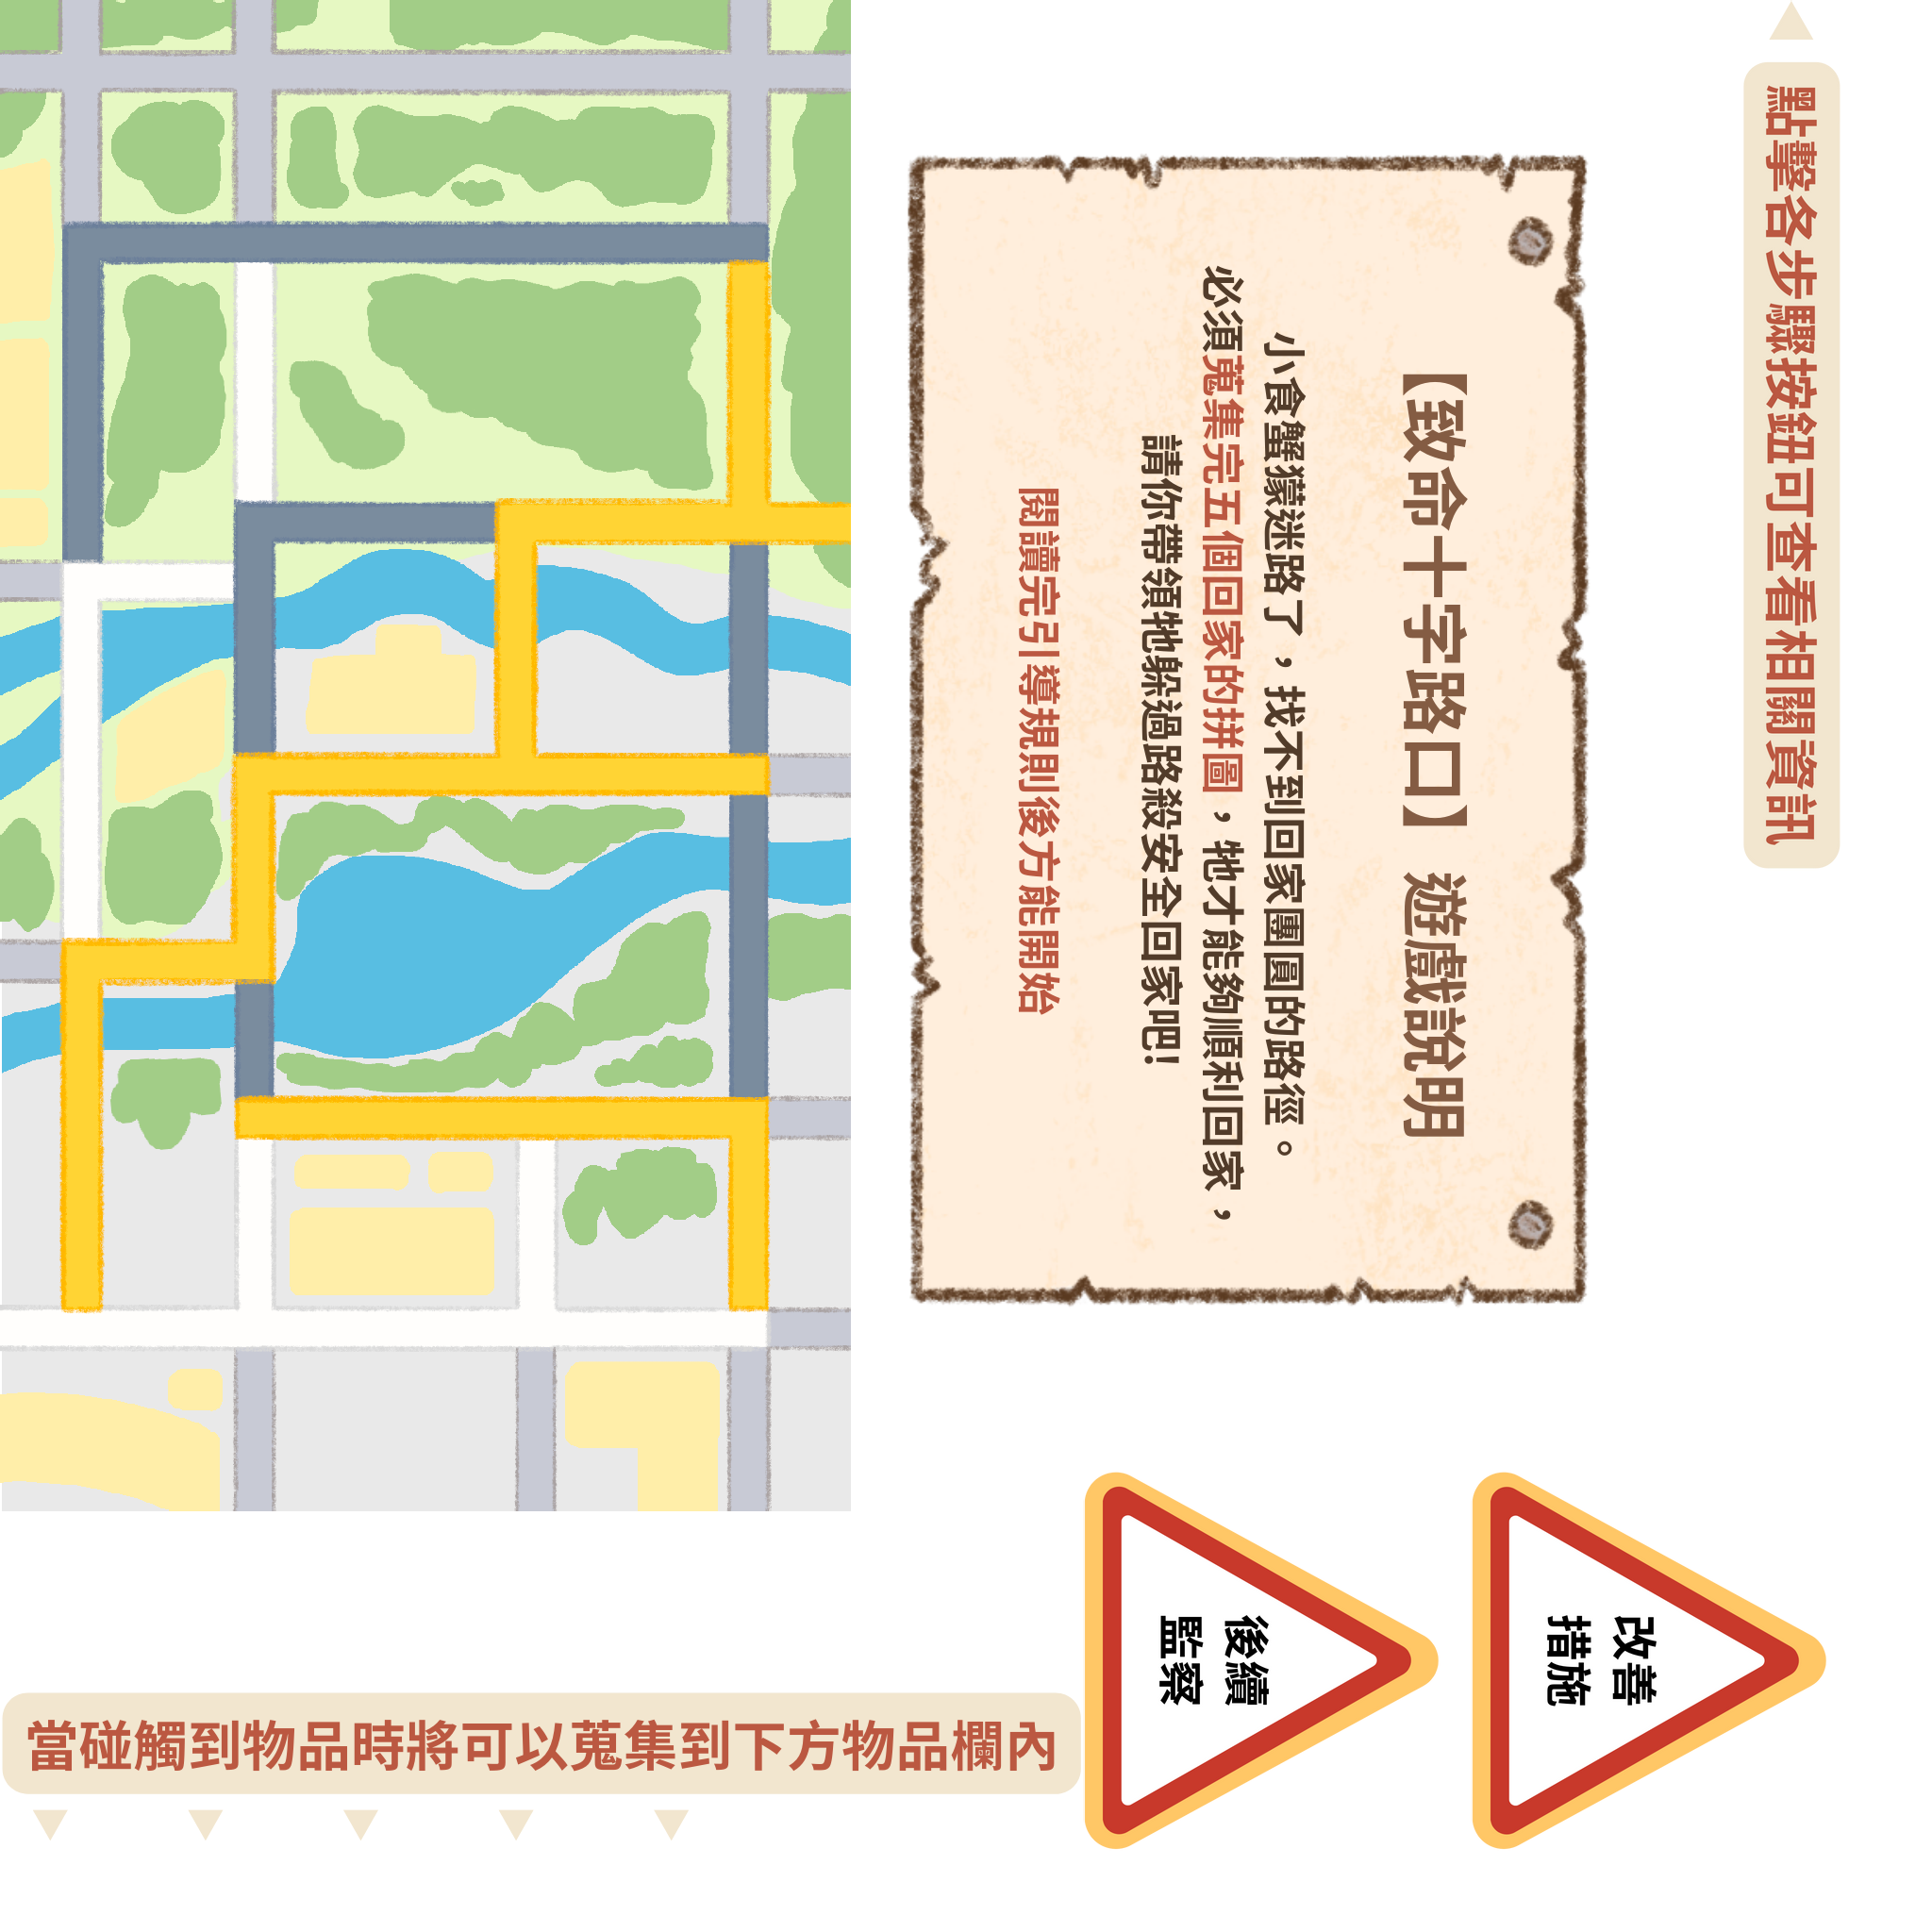 點擊各步驟按鈕可查看相關資訊
【致命十字路口】遊戲說明
小食蟹獴迷路了，找不到回家團圓的路徑。
必須蒐集完五個回家的拼圖，牠才能夠順利回家，
請你帶領牠躲過路殺安全回家吧!
閱讀完引導規則後方能開始
改善
措施
後續
監察
當碰觸到物品時將可以蒐集到下方物品欄內